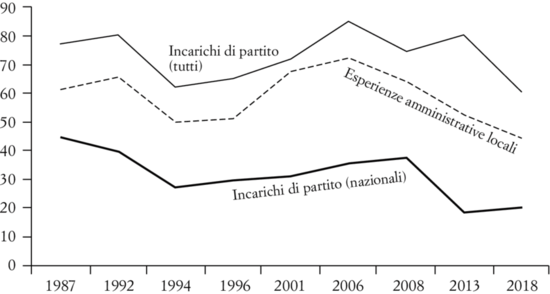 90
80
70
60
50
40
30
20
10
0
Incarichi di partito
(tutti)
Esperienze amministrative locali
Incarichi di partito (nazionali)
1987 1992 1994 1996 2001 2006 2008 2013 2018